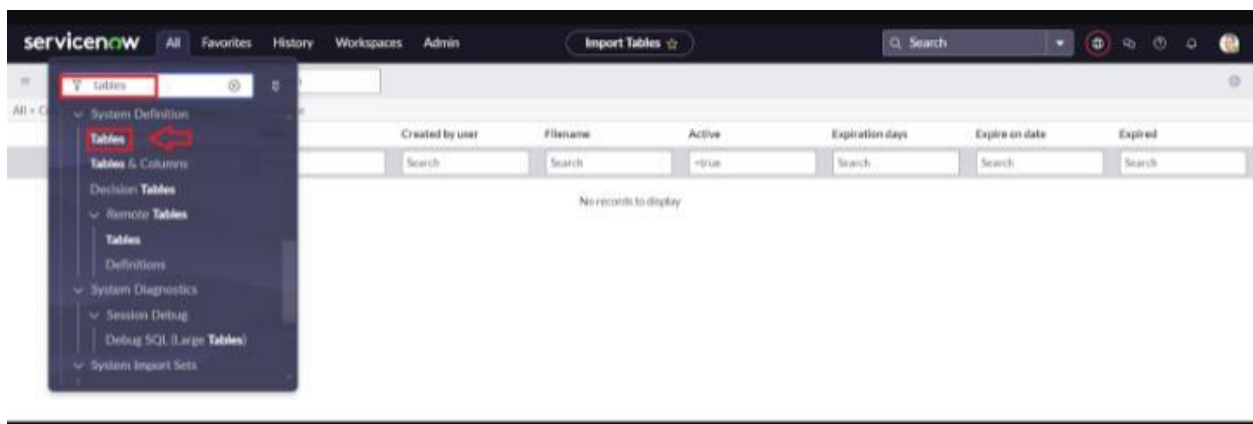 servicenow All Favorites History Workspaces Admin Import Tables Search
tables
All >
System Definition
Tables
Tables & Columns
Decision Tables
Remote Tables
Tables
Definitions
System Diagnostics
Session Debug
Debug SQL (Large Tables)
System Import Sets
Created by user Filename Active Expiration days Expire on date Expired
Search Search =true Search Search Search
No records to display